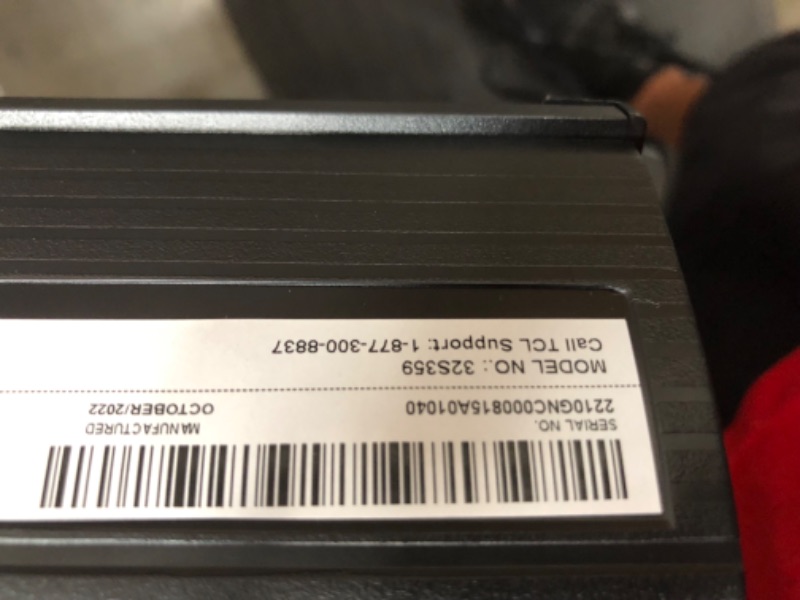 SERIAL NO. MANUFACTURED
2210GNC000815A01040 OCTOBER/2022
MODEL NO.: 32S359
Call TCL Support: 1-877-300-8837